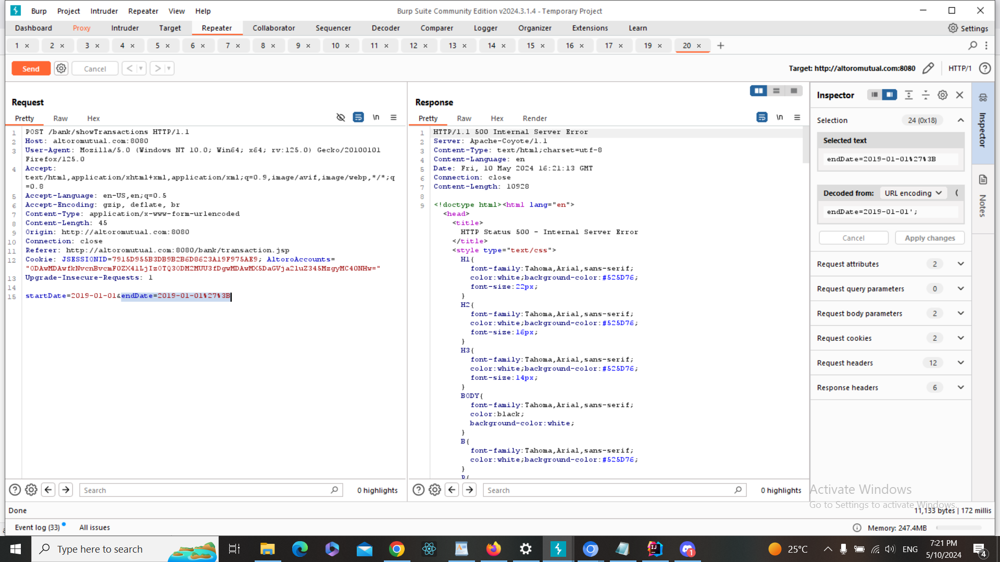 Burp Project Intruder Repeater View Help
Burp Suite Community Edition v2024.3.1.4 - Temporary Project
Dashboard Proxy Intruder Target Repeater Collaborator Sequencer Decoder Comparer Logger Organizer Extensions Learn
Settings
1 × 2 × 3 × 4 × 5 × 6 × 7 × 8 × 9 × 10 × 11 × 12 × 13 × 14 × 15 × 16 × 17 × 19 × 20 × +
Send Cancel < >
Target: http://altoromutual.com:8080 HTTP/1
Request
Pretty Raw Hex
\n
1 POST /bank/showTransactions HTTP/1.1
2 Host: altoromutual.com:8080
3 User-Agent: Mozilla/5.0 (Windows NT 10.0; Win64; x64; rv:125.0) Gecko/20100101
Firefox/125.0
4 Accept:
text/html,application/xhtml+xml,application/xml;q=0.9,image/avif,image/webp,*/*;q
=0.8
5 Accept-Language: en-US,en;q=0.5
6 Accept-Encoding: gzip, deflate, br
7 Content-Type: application/x-www-form-urlencoded
8 Content-Length: 45
9 Origin: http://altoromutual.com:8080
10 Connection: close
11 Referer: http://altoromutual.com:8080/bank/transaction.jsp
12 Cookie: JSESSIONID=7915D955B3DB9B2B6D8623A19F975AE9; AltoroAccounts=
"ODAwMDAwfkNvcnBvcmF0ZX41LjIzOTQ3ODM2MUU3fDgwMDAwMX5DaGVja2luZ345MzgyMC40NHw="
13 Upgrade-Insecure-Requests: 1
14
15 startDate=2019-01-01&endDate=2019-01-01%27%3B
Search
0 highlights
Response
Pretty Raw Hex Render
\n
1 HTTP/1.1 500 Internal Server Error
2 Server: Apache-Coyote/1.1
3 Content-Type: text/html;charset=utf-8
4 Content-Language: en
5 Date: Fri, 10 May 2024 16:21:13 GMT
6 Connection: close
7 Content-Length: 10928
8
9 <!doctype html><html lang="en">
<head>
<title>
HTTP Status 500 - Internal Server Error
</title>
<style type="text/css">
H1{
font-family:Tahoma,Arial,sans-serif;
color:white;background-color:#525D76;
font-size:22px;
}
H2{
font-family:Tahoma,Arial,sans-serif;
color:white;background-color:#525D76;
font-size:16px;
}
H3{
font-family:Tahoma,Arial,sans-serif;
color:white;background-color:#525D76;
font-size:14px;
}
BODY{
font-family:Tahoma,Arial,sans-serif;
color:black;
background-color:white;
}
B{
font-family:Tahoma,Arial,sans-serif;
color:white;background-color:#525D76;
}
P{
Search
0 highlights
Inspector
Selection 24 (0x18)
Selected text
endDate=2019-01-01%27%3B
Decoded from: URL encoding
endDate=2019-01-01';
Cancel Apply changes
Request attributes 2
Request query parameters 0
Request body parameters 2
Request cookies 2
Request headers 12
Response headers 6
Inspector
Notes
Activate Windows
Go to Settings to activate Windows.
Done
11,133 bytes | 172 millis
Event log (33) All issues
Memory: 247.4MB
Type here to search
1
25°C
ENG
7:21 PM
5/10/2024
4